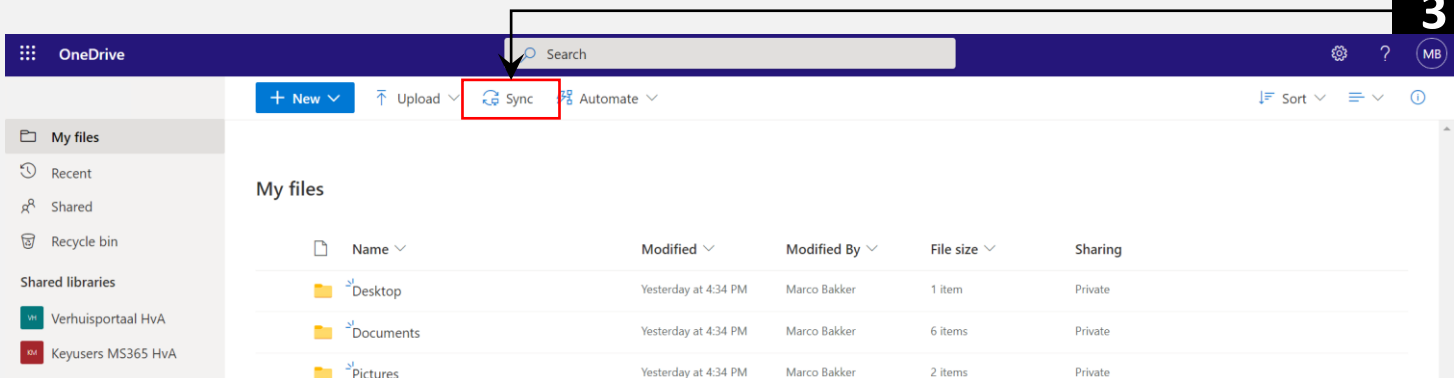 3
OneDrive Search ? MB
+ New Upload Sync Automate Sort
My files
Recent
My files
Shared
Recycle bin
Name Modified Modified By File size Sharing
Shared libraries
Desktop Yesterday at 4:34 PM Marco Bakker 1 item Private
VH Verhuisportaal HvA
Documents Yesterday at 4:34 PM Marco Bakker 6 items Private
KM Keyusers MS365 HvA
Pictures Yesterday at 4:34 PM Marco Bakker 2 items Private